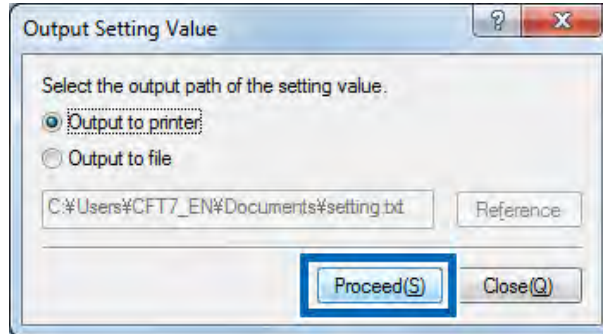 Output Setting Value
Select the output path of the setting value.
Output to printer
Output to file
C:¥Users¥CFT7_EN¥Documents¥setting.txt Reference
Proceed(S) Close(Q)